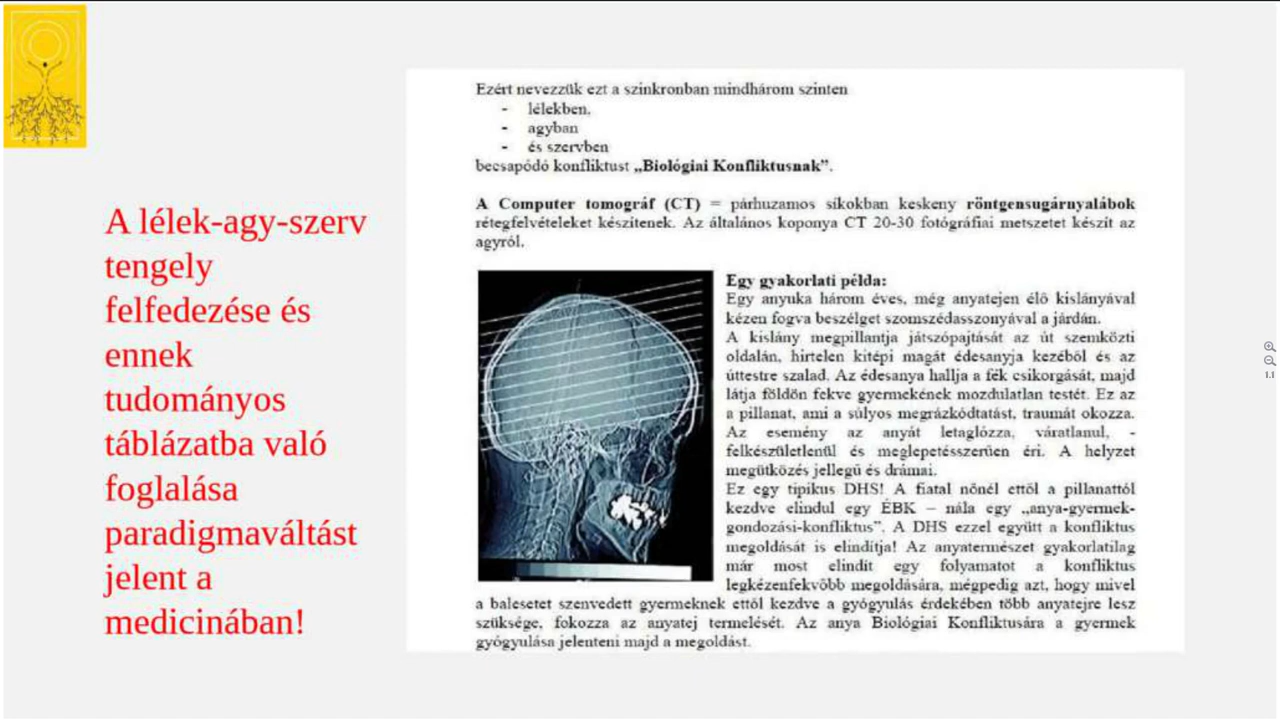 A lélek-agy-szerv
tengely
felfedezése és
ennek
tudományos
táblázatba való
foglalása
paradigmaváltást
jelent a
medicinában!
Ezért nevezzük ezt a szinkronban mindhárom szinten
- lélekben,
- agyban
- és szervben
becsapódó konfliktust „Biológiai Konfliktusnak”.
A Computer tomográf (CT) = párhuzamos síkokban keskeny röntgensugárnyalábok
rétegfelvételeket készítenek. Az általános koponya CT 20-30 fotógráfiai metszetet készít az
agyról.
Egy gyakorlati példa:
Egy anyuka három éves, még anyatejen élő kislányával
kézen fogva beszélget szomszédasszonyával a járdán.
A kislány megpillantja játszópajtását az út szemközti
oldalán, hirtelen kitépi magát édesanyja kezéből és az
úttestre szalad. Az édesanya hallja a fék csikorgását, majd
látja földön fekve gyermekének mozdulatlan testét. Ez az
a pillanat, ami a súlyos megrázkódtatást, traumát okozza.
Az esemény az anyát letaglózza, váratlanul, -
felkészületlenül és meglepetésszerűen éri. A helyzet
megütközés jellegű és drámai.
Ez egy tipikus DHS! A fiatal nőnél ettől a pillanattól
kezdve elindul egy ÉBK – nála egy „anya-gyermek-
gondozási-konfliktus”. A DHS ezzel együtt a konfliktus
megoldását is elindítja! Az anyatermészet gyakorlatilag
már most elindít egy folyamatot a konfliktus
legkézenfekvőbb megoldására, mégpedig azt, hogy mivel
a balesetet szenvedett gyermeknek ettől kezdve a gyógyulás érdekében több anyatejre lesz
szüksége, fokozza az anyatej termelését. Az anya Biológiai Konfliktusára a gyermek
gyógyulása jelenteni majd a megoldást.
1:1